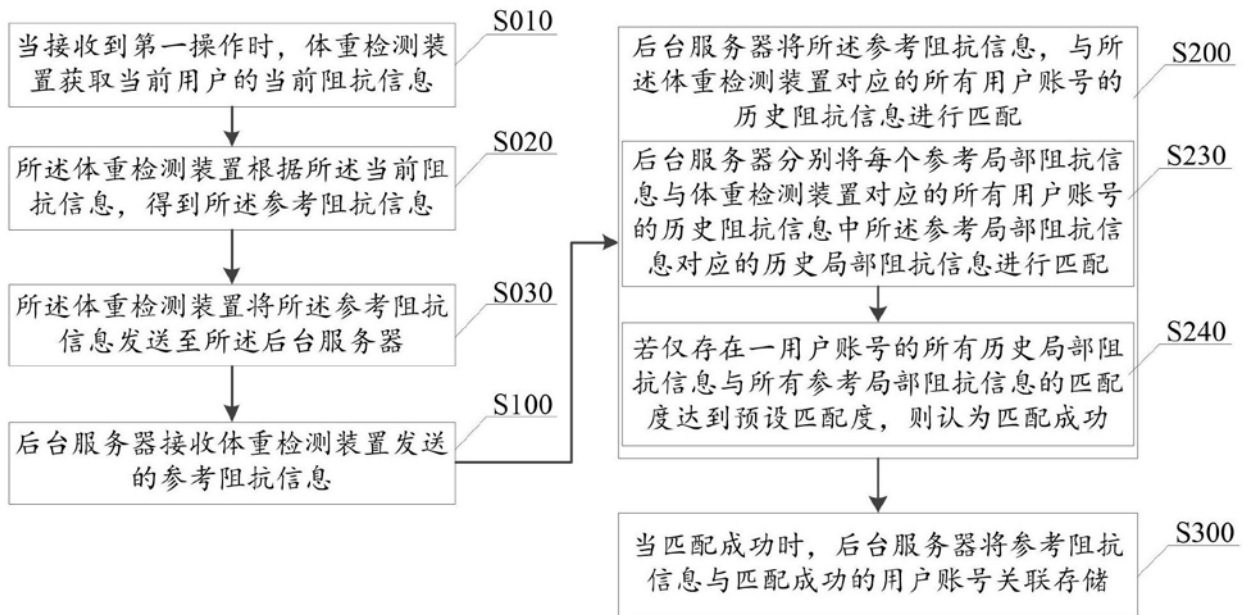 S010
当接收到第一操作时，体重检测装
置获取当前用户的当前阻抗信息
S020
所述体重检测装置根据所述当前阻
抗信息，得到所述参考阻抗信息
S030
所述体重检测装置将所述参考阻抗
信息发送至所述后台服务器
S100
后台服务器接收体重检测装置发送
的参考阻抗信息
S200
后台服务器将所述参考阻抗信息，与所
述体重检测装置对应的所有用户账号的
历史阻抗信息进行匹配
S230
后台服务器分别将每个参考局部阻抗信
息与体重检测装置对应的所有用户账号
的历史阻抗信息中所述参考局部阻抗信
息对应的历史局部阻抗信息进行匹配
S240
若仅存在一用户账号的所有历史局部阻
抗信息与所有参考局部阻抗信息的匹配
度达到预设匹配度，则认为匹配成功
S300
当匹配成功时，后台服务器将参考阻抗
信息与匹配成功的用户账号关联存储